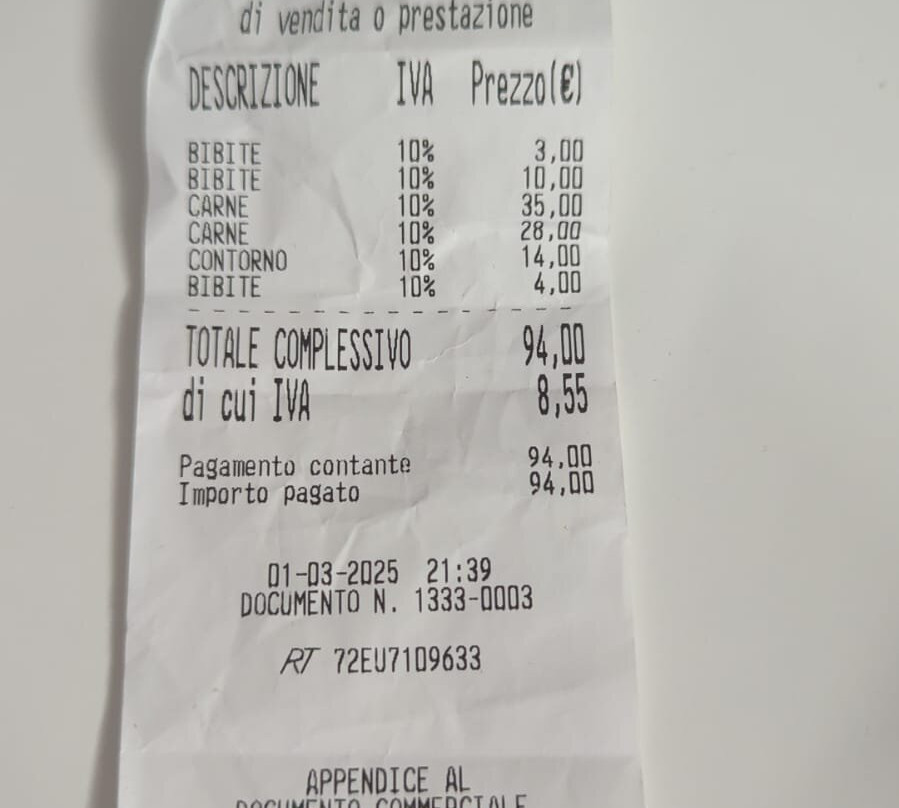 di vendita o prestazione
DESCRIZIONE IVA Prezzo(€)
BIBITE 10% 3,00
BIBITE 10% 10,00
CARNE 10% 35,00
CARNE 10% 28,00
CONTORNO 10% 14,00
BIBITE 10% 4,00
TOTALE COMPLESSIVO 94,00
di cui IVA 8,55
Pagamento contante 94,00
Importo pagato 94,00
01-03-2025 21:39
DOCUMENTO N. 1333-0003
RT 72EU7109633
APPENDICE AL
DOCUMENTO COMMERCIALE